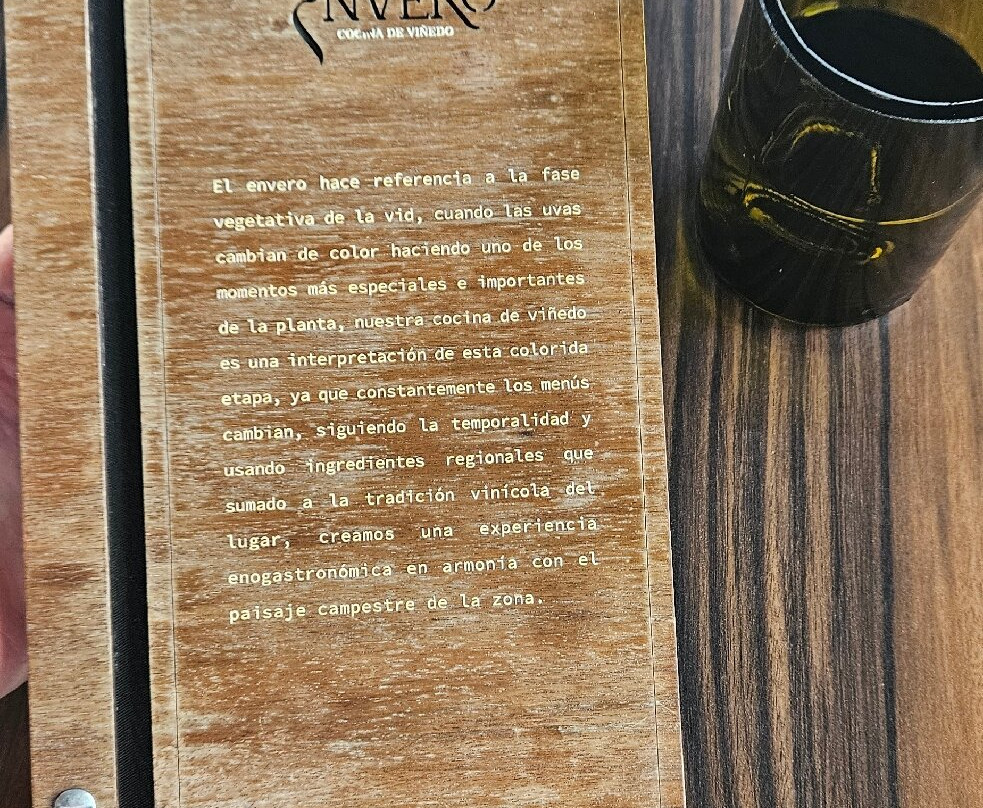 ENVERO
COCINA DE VIÑEDO
El envero hace referencia a la fase
vegetativa de la vid, cuando las uvas
cambian de color haciendo uno de los
momentos más especiales e importantes
de la planta, nuestra cocina de viñedo
es una interpretación de esta colorida
etapa, ya que constantemente los menús
cambian, siguiendo la temporalidad y
usando ingredientes regionales que
sumado a la tradición vinícola del
lugar, creamos una experiencia
enogastronómica en armonía con el
paisaje campestre de la zona.